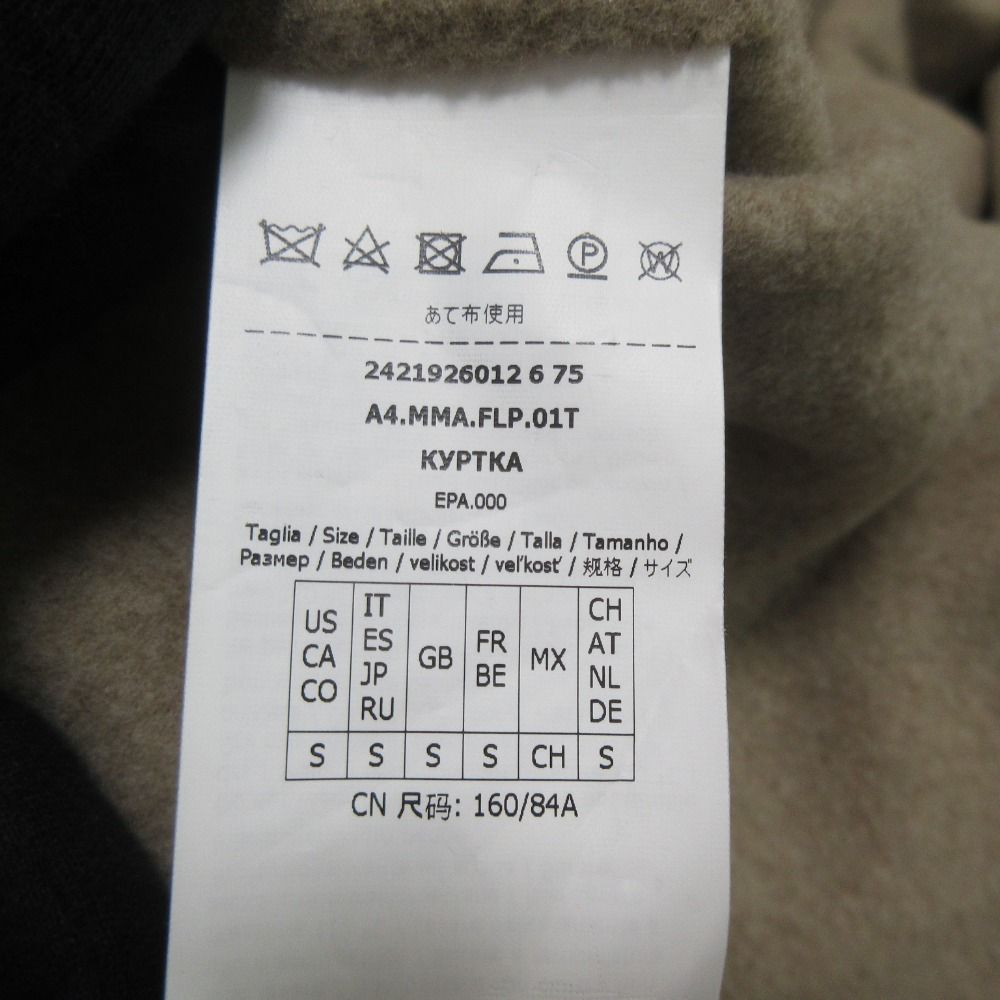 P
W
あて布使用
2421926012 6 75
A4.MMA.FLP.01T
КУРТКА
EPA.000
Taglia / Size / Taille / Größe / Talla / Tamanho /
Размер / Beden / velikost / veľkosť / 规格 / サイズ
US CA CO
IT ES JP RU
GB
FR BE
MX
CH AT NL DE
S S S S CH S
CN 尺码: 160/84A